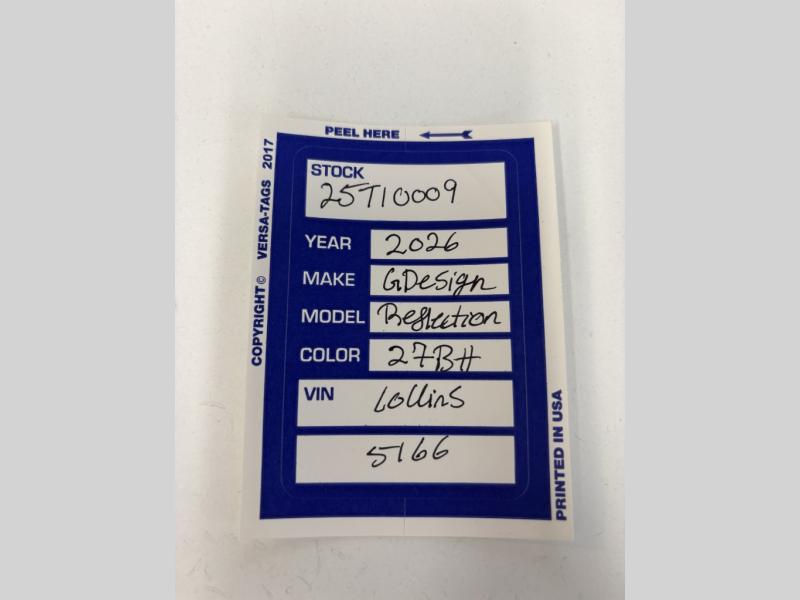 PEEL HERE
COPYRIGHT © VERSA-TAGS 2017
STOCK
25T10009
YEAR 2026
MAKE GDesign
MODEL Reflection
COLOR 27BH
VIN Collins
5166
PRINTED IN USA